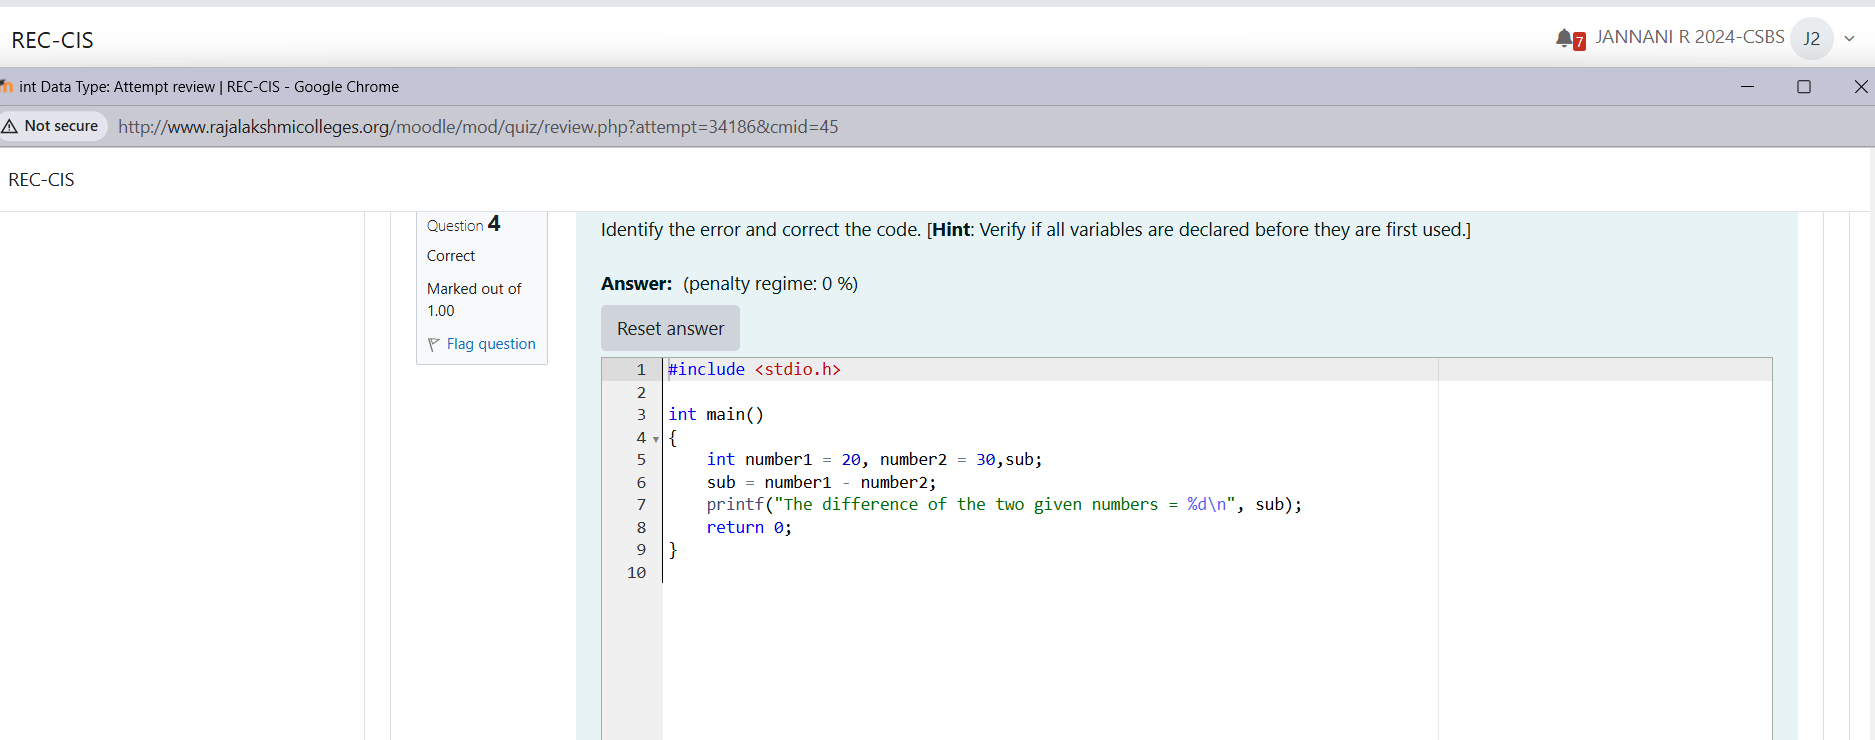 REC-CIS
7 JANNANI R 2024-CSBS J2
int Data Type: Attempt review | REC-CIS - Google Chrome
Not secure http://www.rajalakshmicolleges.org/moodle/mod/quiz/review.php?attempt=34186&cmid=45
REC-CIS
Question 4
Correct
Marked out of
1.00
Flag question
Identify the error and correct the code. [Hint: Verify if all variables are declared before they are first used.]
Answer: (penalty regime: 0 %)
Reset answer
1 #include <stdio.h>
2
3 int main()
4 {
5 int number1 = 20, number2 = 30,sub;
6 sub = number1 - number2;
7 printf("The difference of the two given numbers = %d\n", sub);
8 return 0;
9 }
10